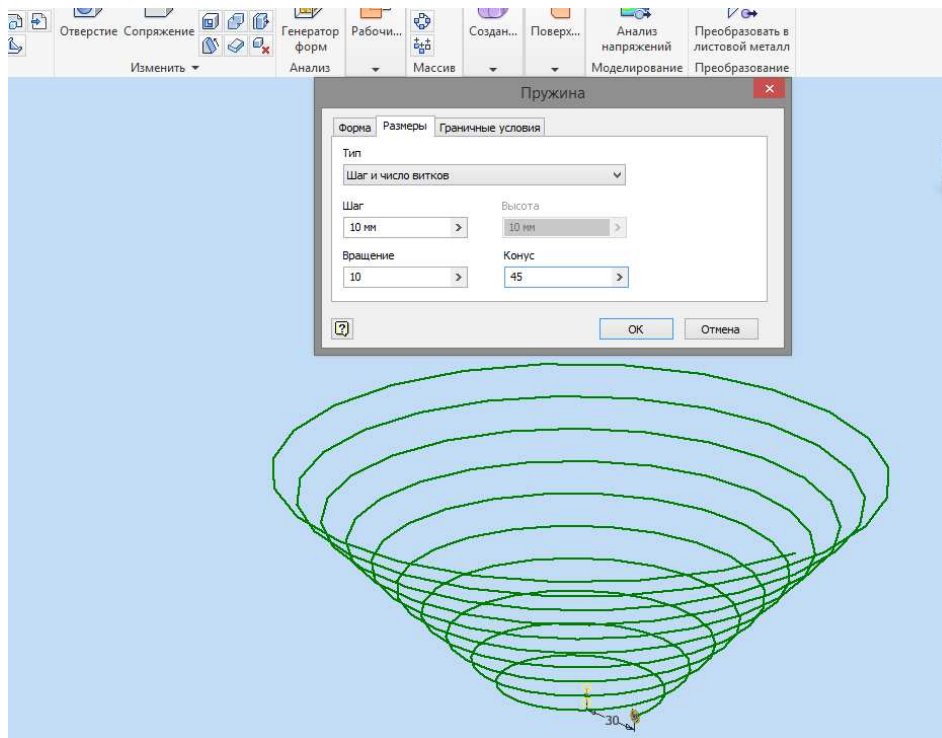 Отверстие Сопряжение Генератор форм Рабочи... Создан... Поверх... Анализ напряжений Преобразовать в листовой металл
Изменить Анализ Массив Моделирование Преобразование
Пружина
Форма Размеры Граничные условия
Тип
Шаг и число витков
Шаг Высота
10 мм > 10 мм >
Вращение Конус
10 > 45 >
? ОК Отмена
30